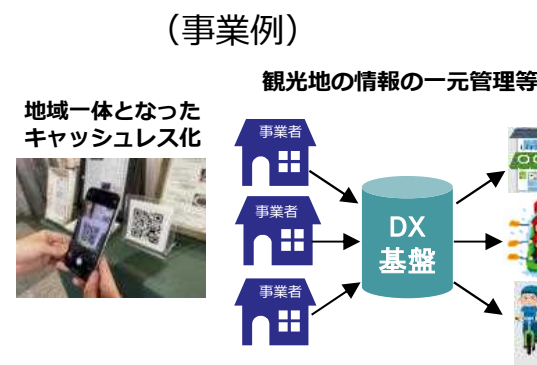 （事業例）
観光地の情報の一元管理等
地域一体となった
キャッシュレス化
事業者
事業者
事業者
DX
基盤